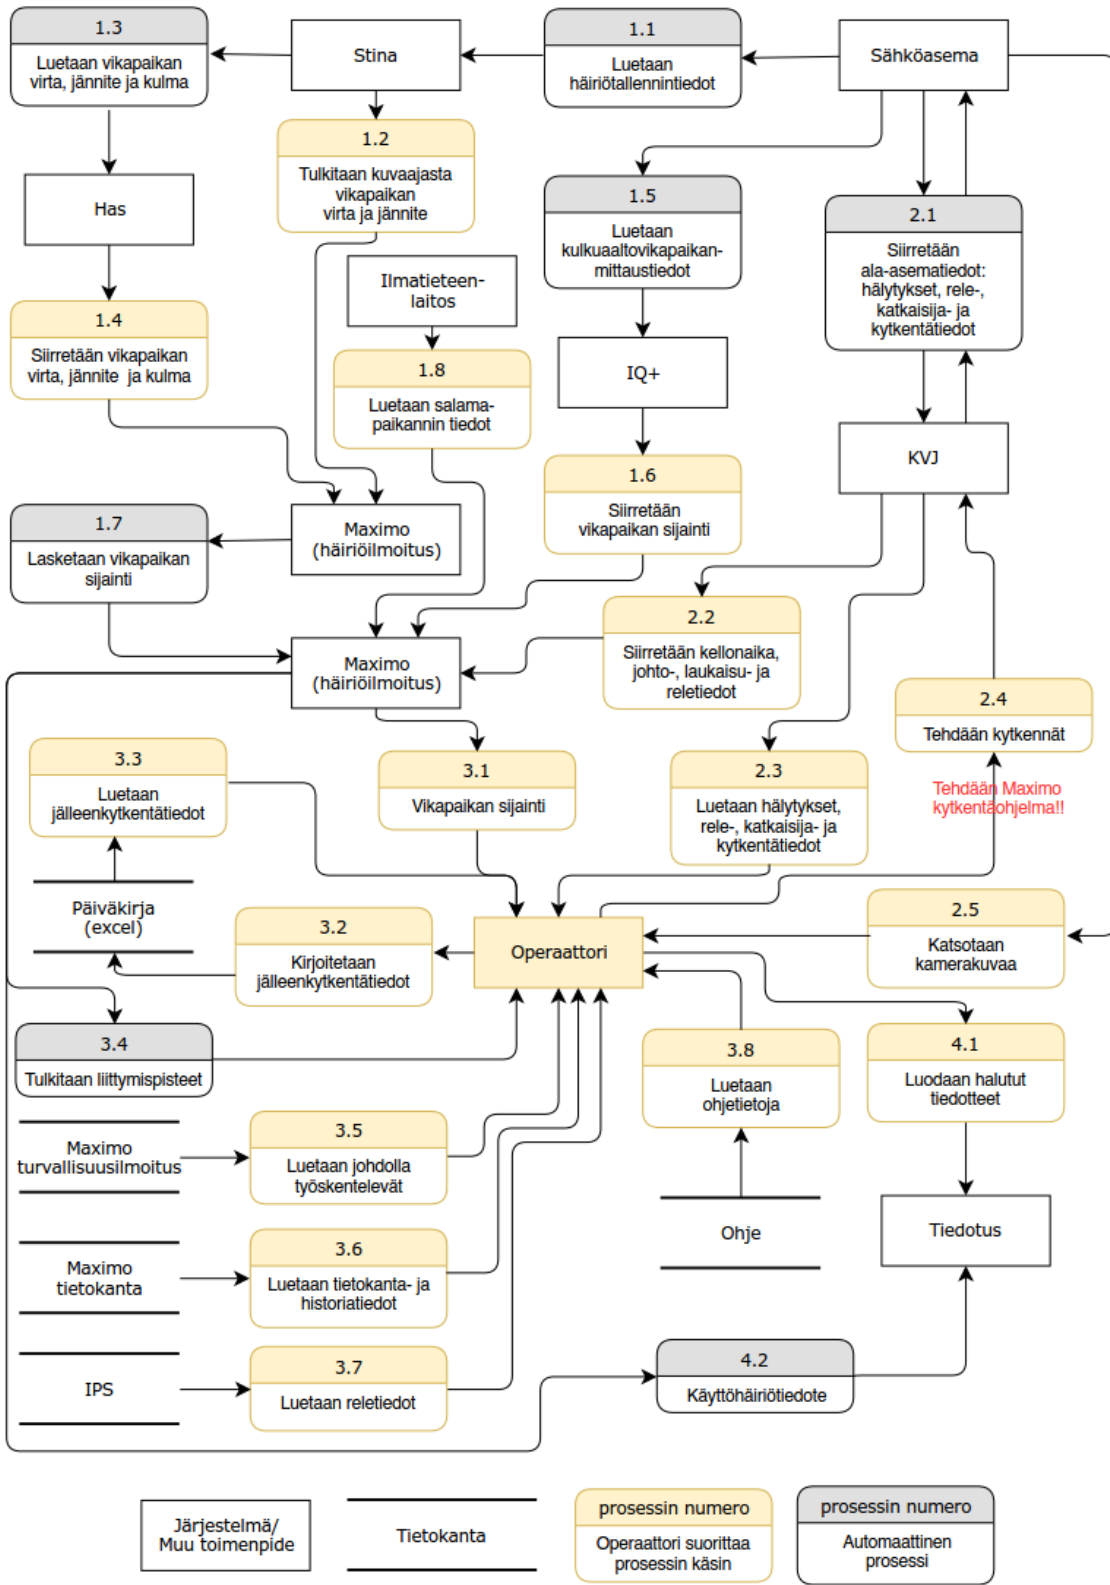 1.3
Luetaan vikapaikan
virta, jännite ja kulma
Stina
1.1
Luetaan
häiriötallennintiedot
Sähköasema
1.2
Tulkitaan kuvaajasta
vikapaikan
virta ja jännite
Has
1.5
Luetaan
kulkuaaltovikapaikan-
mittaustiedot
2.1
Siirretään
ala-asematiedot:
hälytykset, rele-,
katkaisija- ja
kytkentätiedot
Ilmatieteen-
laitos
1.4
Siirretään vikapaikan
virta, jännite ja kulma
1.8
Luetaan salama-
paikannin tiedot
IQ+
KVJ
1.6
Siirretään
vikapaikan sijainti
1.7
Lasketaan vikapaikan
sijainti
Maximo
(häiriöilmoitus)
2.2
Siirretään kellonaika,
johto-, laukaisu- ja
reletiedot
Maximo
(häiriöilmoitus)
2.4
Tehdään kytkennät
Tehdään Maximo
kytkentäohjelma!!
3.3
Luetaan
jälleenkytkentätiedot
3.1
Vikapaikan sijainti
2.3
Luetaan hälytykset,
rele-, katkaisija- ja
kytkentätiedot
Päiväkirja
(excel)
3.2
Kirjoitetaan
jälleenkytkentätiedot
Operaattori
2.5
Katsotaan
kamerakuvaa
3.4
Tulkitaan liittymispisteet
3.8
Luetaan
ohjetietoja
4.1
Luodaan halutut
tiedotteet
Maximo
turvallisuusilmoitus
3.5
Luetaan johdolla
työskentelevät
Ohje
Tiedotus
Maximo
tietokanta
3.6
Luetaan tietokanta- ja
historiatiedot
IPS
3.7
Luetaan reletiedot
4.2
Käyttöhäiriötiedote
Järjestelmä/
Muu toimenpide
Tietokanta
prosessin numero
Operaattori suorittaa
prosessin käsin
prosessin numero
Automaattinen
prosessi